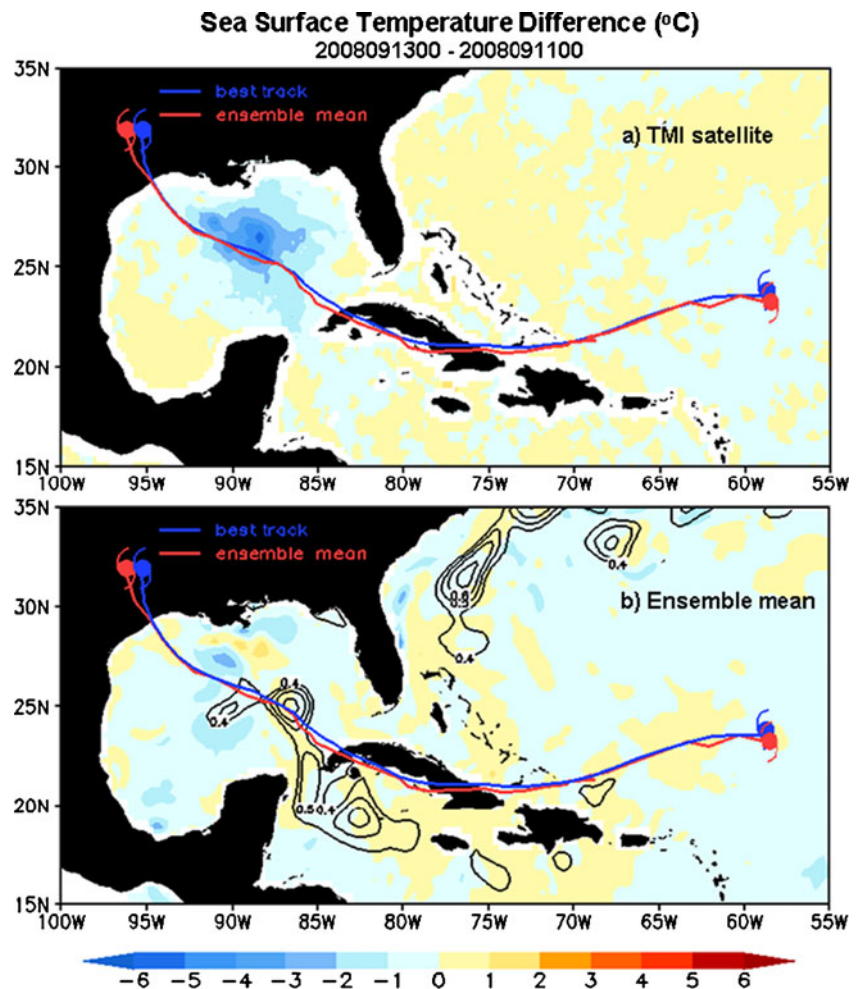 Sea Surface Temperature Difference (ºC)
2008091300 - 2008091100
35N
best track
ensemble mean
a) TMI satellite
30N
25N
20N
15N
100W 95W 90W 85W 80W 75W 70W 65W 60W 55W
35N
best track
ensemble mean
0.4
0.4
b) Ensemble mean
30N
0.4
25N
0.4
0.4
20N
0.5 0.4
15N
100W 95W 90W 85W 80W 75W 70W 65W 60W 55W
-6 -5 -4 -3 -2 -1 0 1 2 3 4 5 6